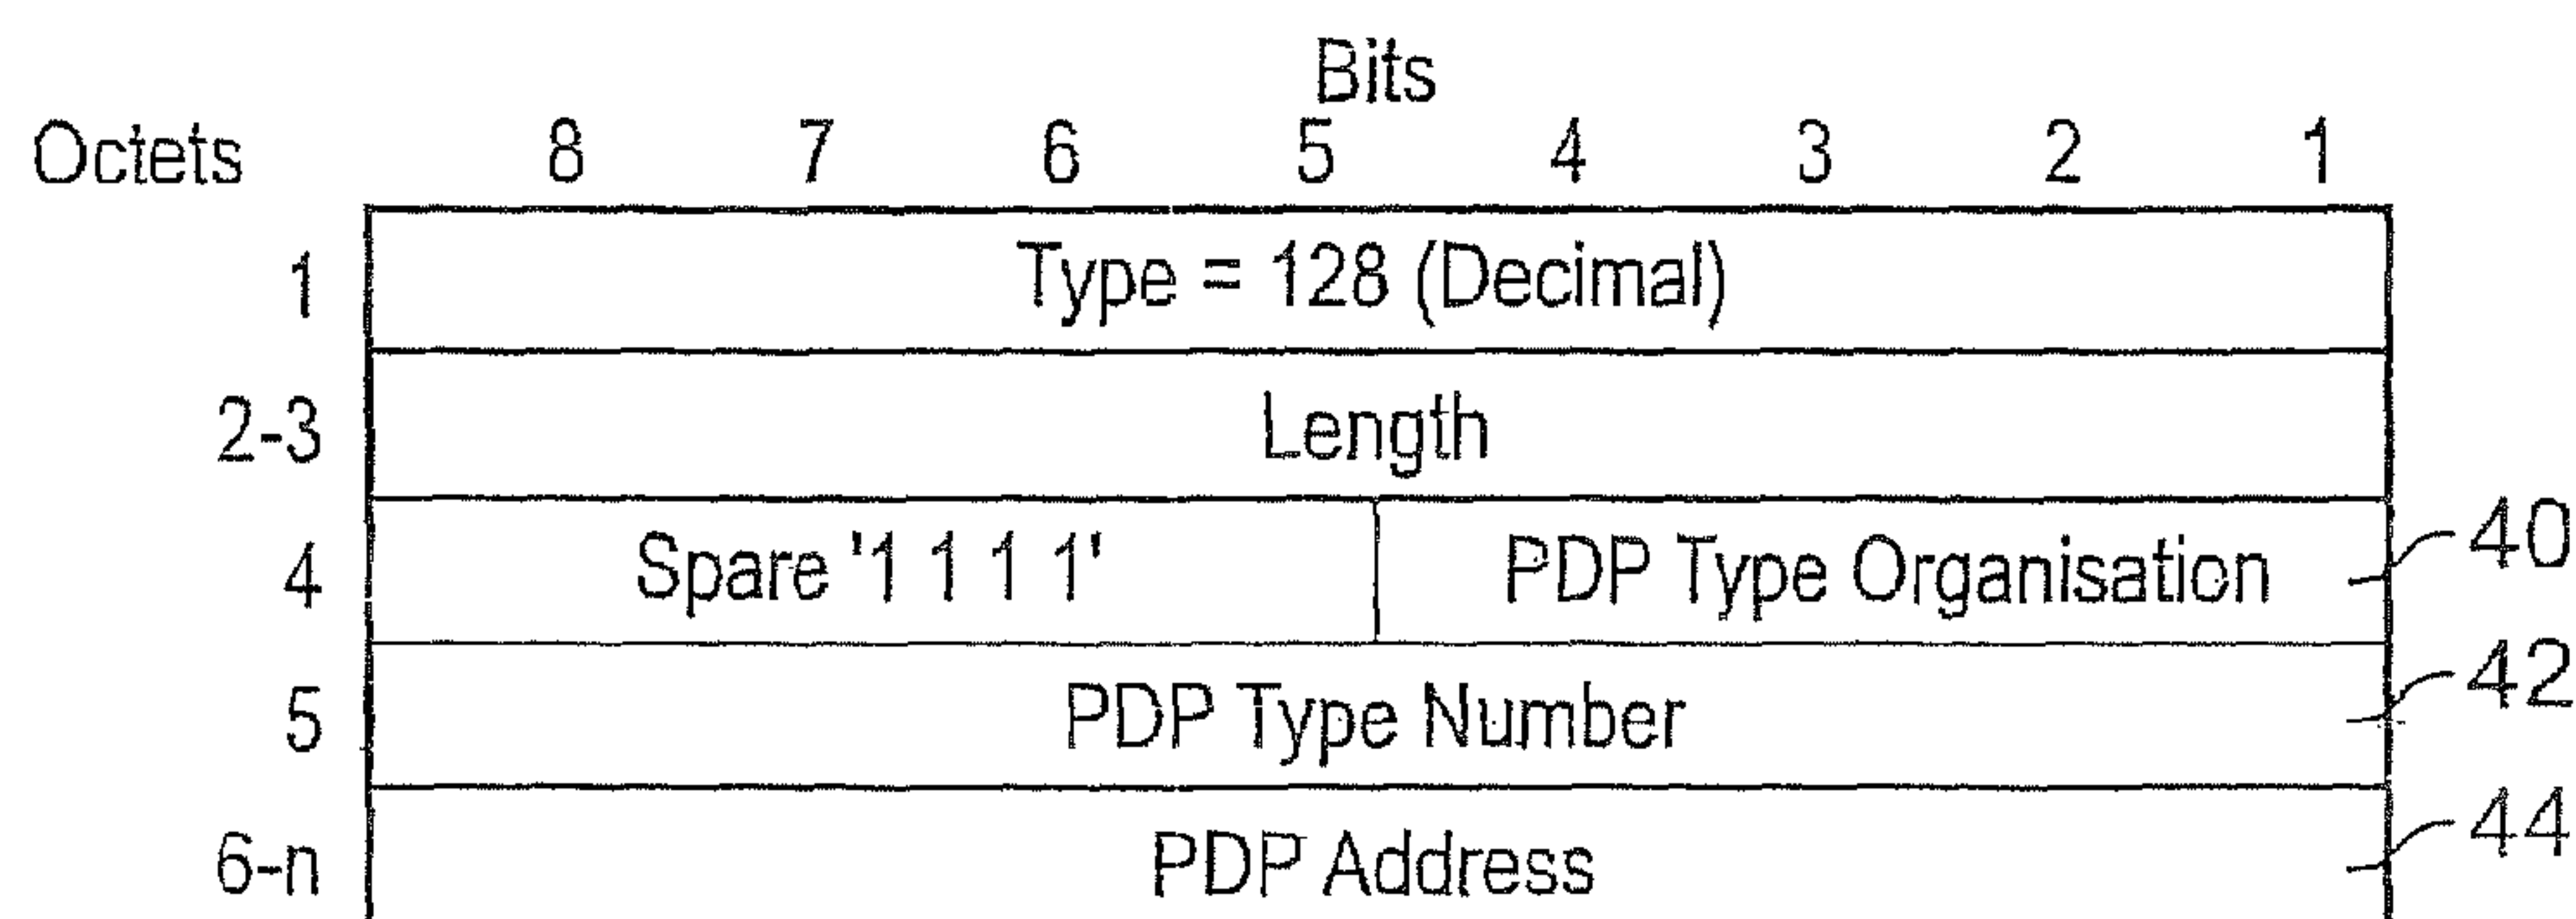 Bits
Octets 8 7 6 5 4 3 2 1
1 Type = 128 (Decimal)
2-3 Length
4 Spare '1 1 1 1' PDP Type Organisation 40
5 PDP Type Number 42
6-n PDP Address 44